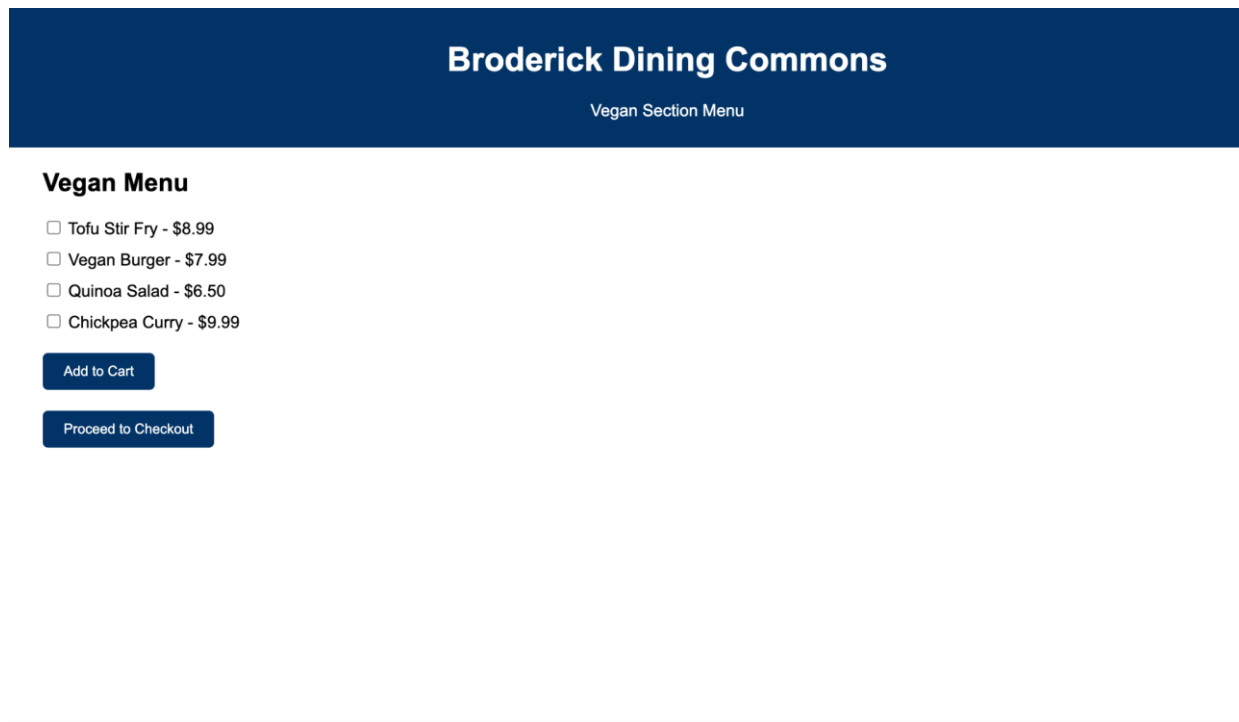 Broderick Dining Commons
Vegan Section Menu
Vegan Menu
Tofu Stir Fry - $8.99
Vegan Burger - $7.99
Quinoa Salad - $6.50
Chickpea Curry - $9.99
Add to Cart
Proceed to Checkout